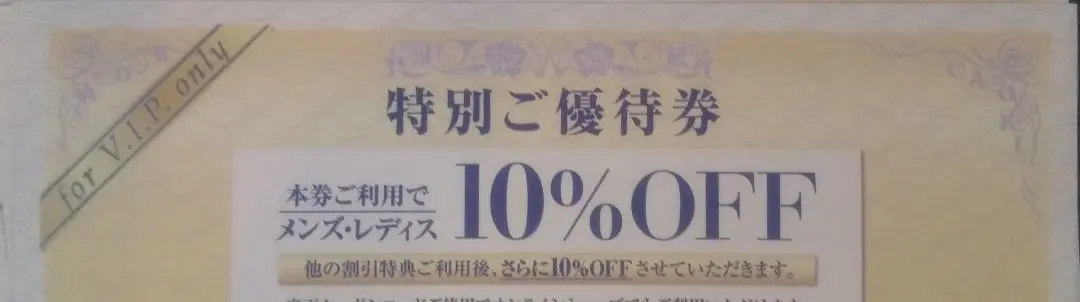 for V.I.P. only
特別ご優待券
本券ご利用で
メンズ・レディス
10%OFF
他の割引特典ご利用後、さらに10%OFFさせていただきます。